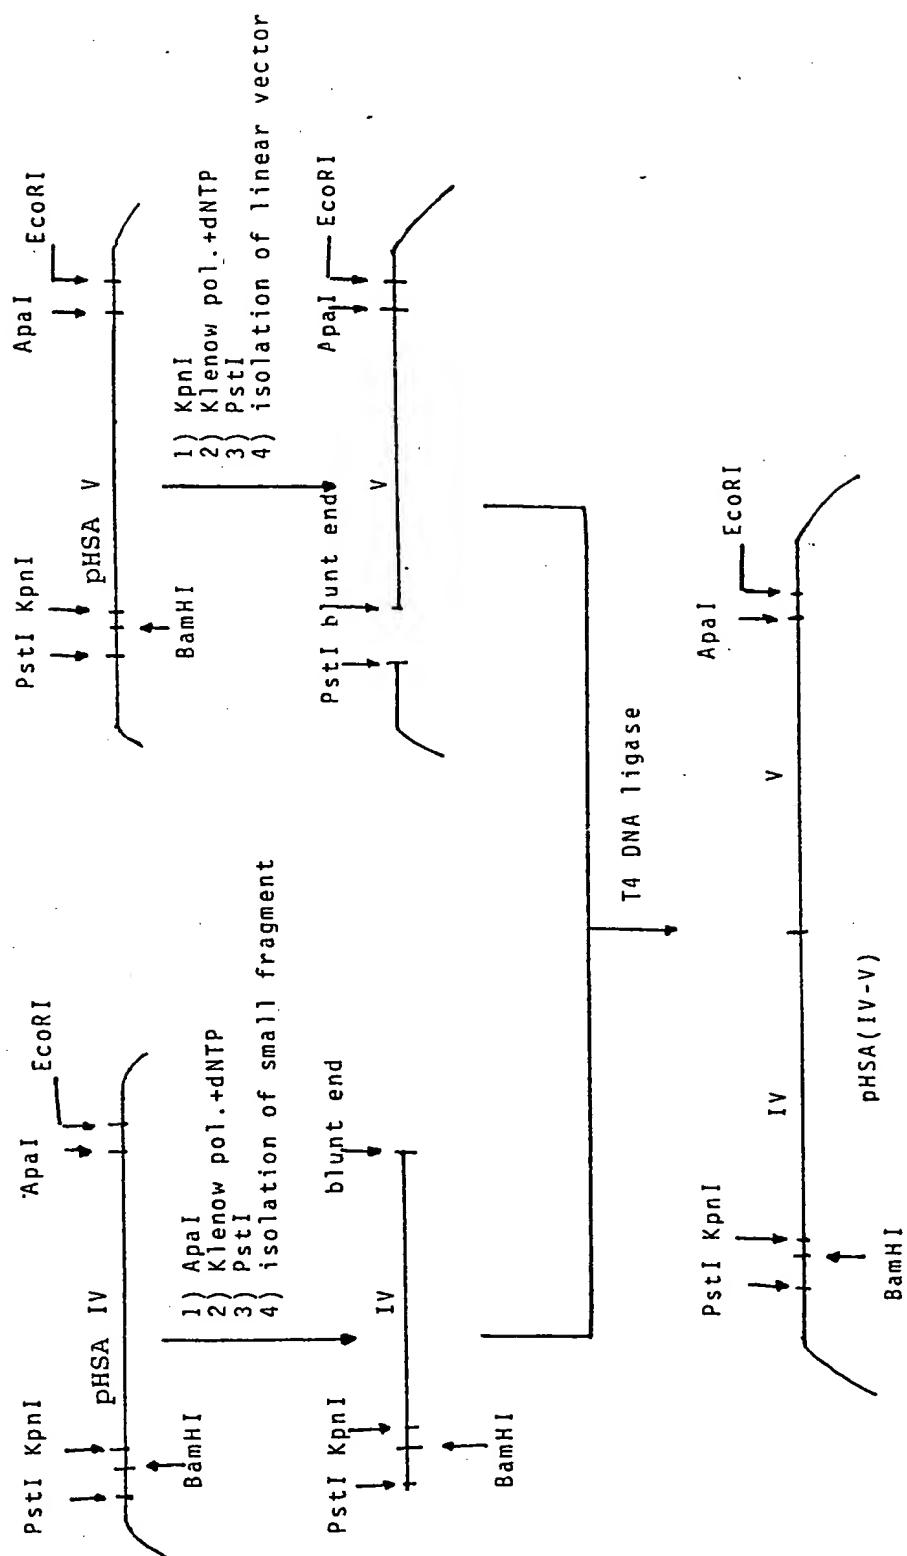 PstI KpnI
pHSA IV
BamHI
ApaI
EcoRI
1) ApaI
2) Klenow pol.+dNTP
3) PstI
4) isolation of small fragment
PstI KpnI
IV
BamHI
blunt end
PstI KpnI
pHSA V
BamHI
ApaI
EcoRI
1) KpnI
2) Klenow pol.+dNTP
3) PstI
4) isolation of linear vector
PstI blunt end
V
ApaI
EcoRI
T4 DNA ligase
PstI KpnI
IV
V
ApaI
EcoRI
BamHI
pHSA(IV-V)